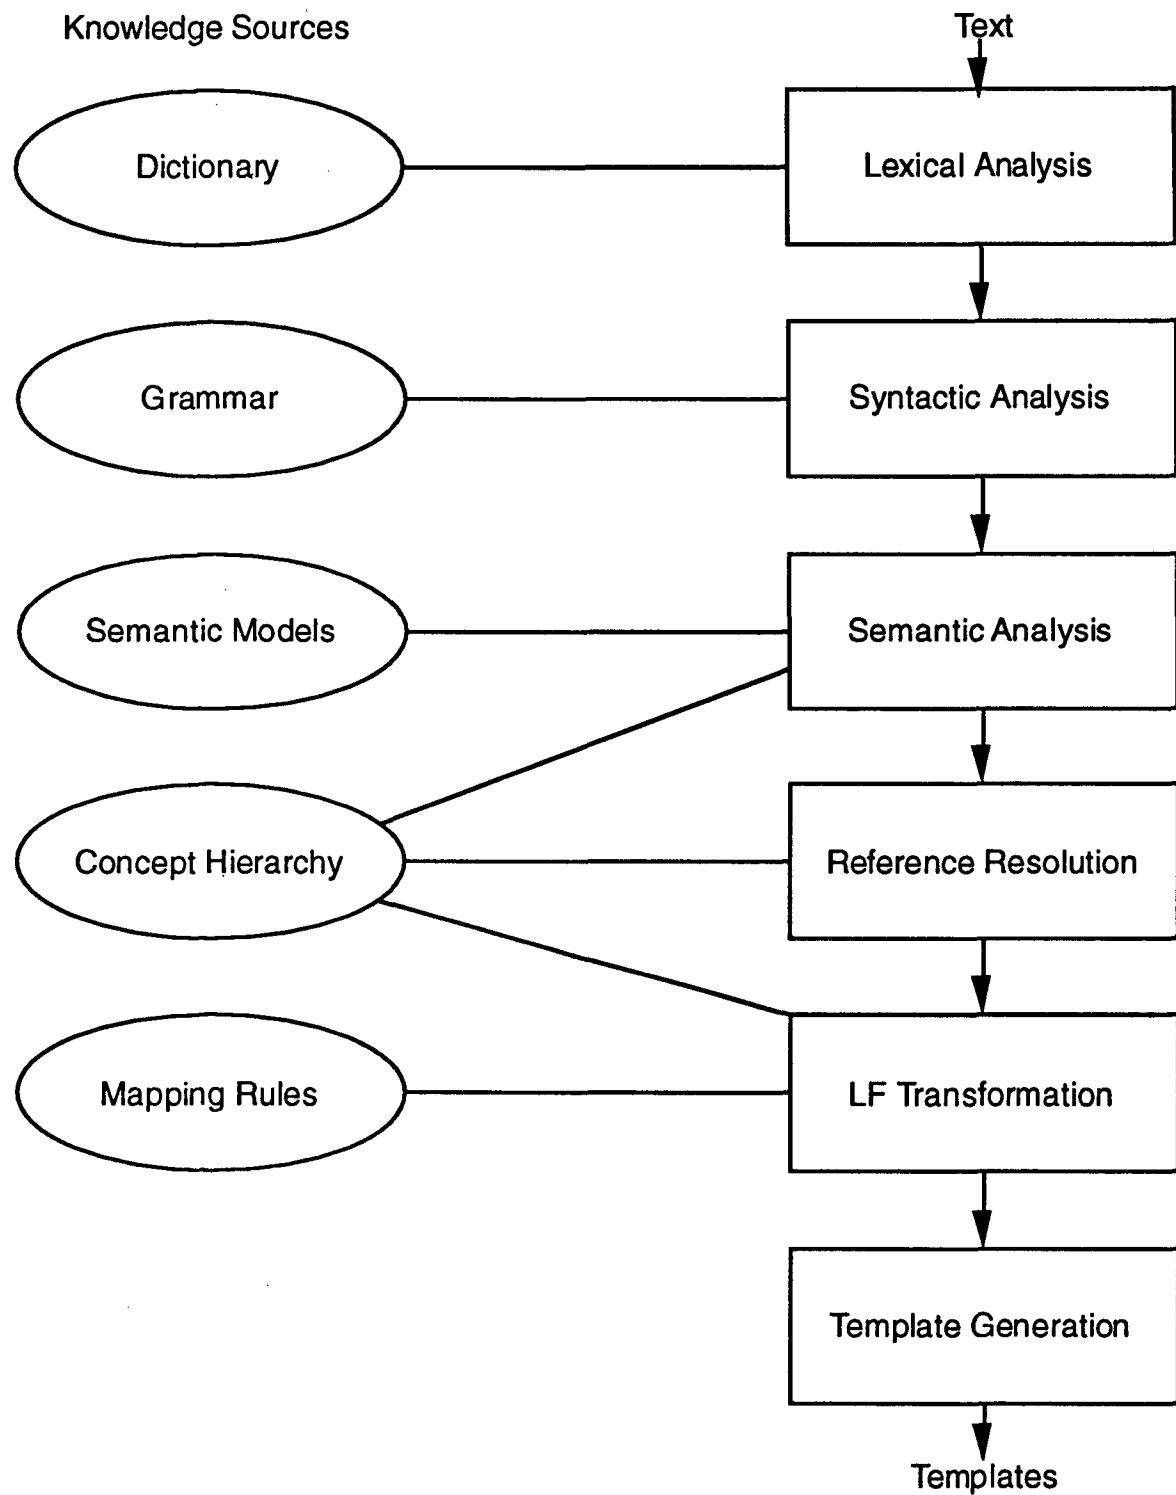 Knowledge Sources
Text
Dictionary
Lexical Analysis
Grammar
Syntactic Analysis
Semantic Models
Semantic Analysis
Concept Hierarchy
Reference Resolution
Mapping Rules
LF Transformation
Template Generation
Templates